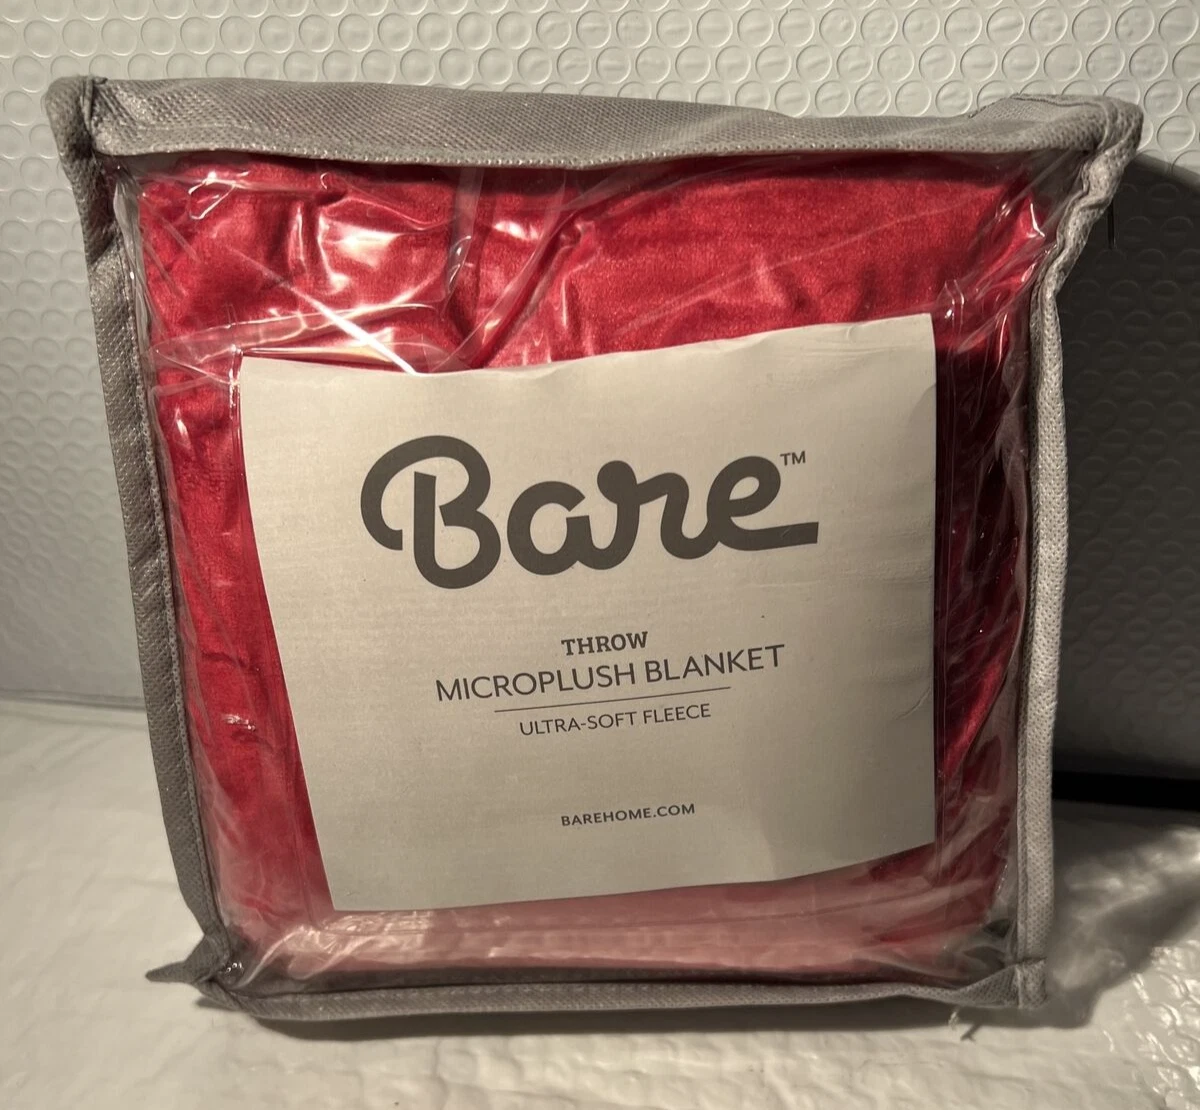 Bare™
THROW
MICROPLUSH BLANKET
ULTRA-SOFT FLEECE
BAREHOME.COM